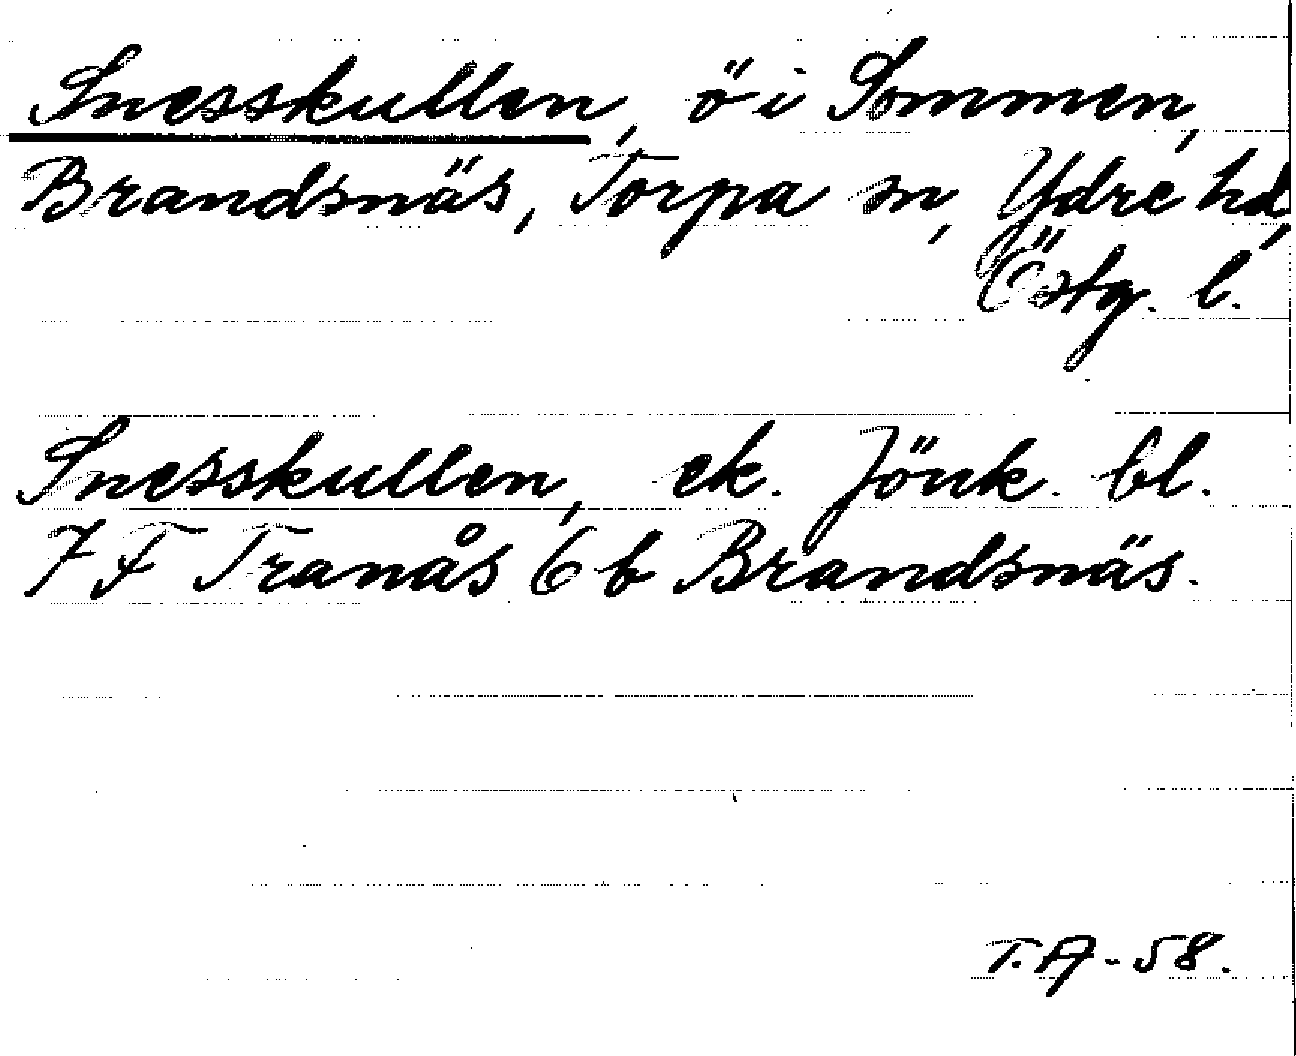 Snesskullen, ö i Sommen,
Brandsnäs, Torpa sn, Ydre hd,
Östg. l.
Snesskullen, ek. Jönk. bl.
7 F Tranås 6 b Brandsnäs.
T.A-58.